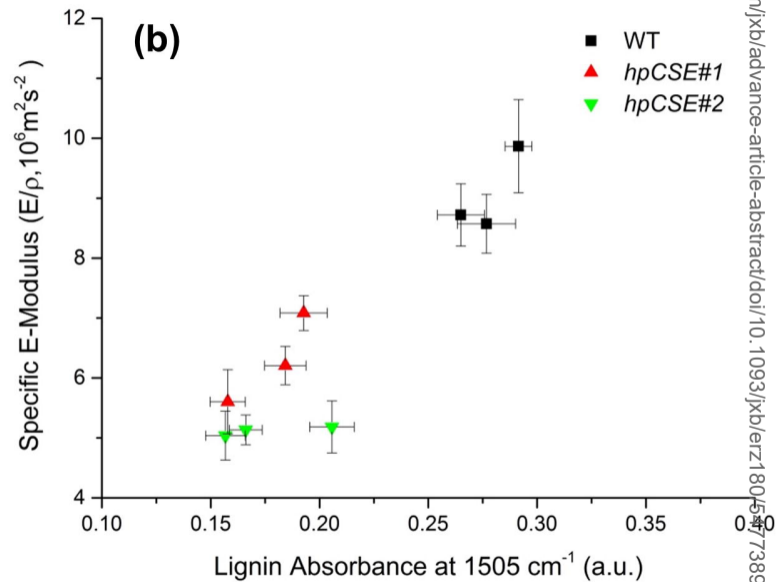 (b)
WT
hpCSE#1
hpCSE#2
12
10
8
6
4
Specific E-Modulus (E/ρ,10⁶m²s⁻² )
0.10
0.15
0.20
0.25
0.30
0.35
0.40
Lignin Absorbance at 1505 cm⁻¹ (a.u.)
n/jxb/advance-article-abstract/doi/10.1093/jxb/erz180/5477389